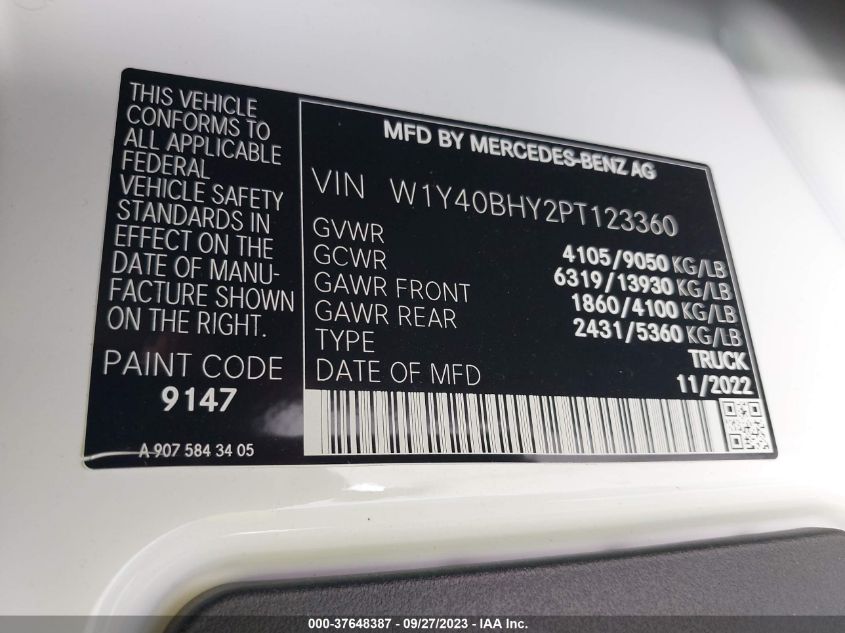 THIS VEHICLE
CONFORMS TO
ALL APPLICABLE
FEDERAL
VEHICLE SAFETY
STANDARDS IN
EFFECT ON THE
DATE OF MANU-
FACTURE SHOWN
ON THE RIGHT.
PAINT CODE
9147
A 907 584 34 05
MFD BY MERCEDES-BENZ AG
VIN W1Y40BHY2PT123360
GVWR 4105/9050 KG/LB
GCWR 6319/13930 KG/LB
GAWR FRONT 1860/4100 KG/LB
GAWR REAR 2431/5360 KG/LB
TYPE TRUCK
DATE OF MFD 11/2022
000-37648387 - 09/27/2023 - IAA Inc.